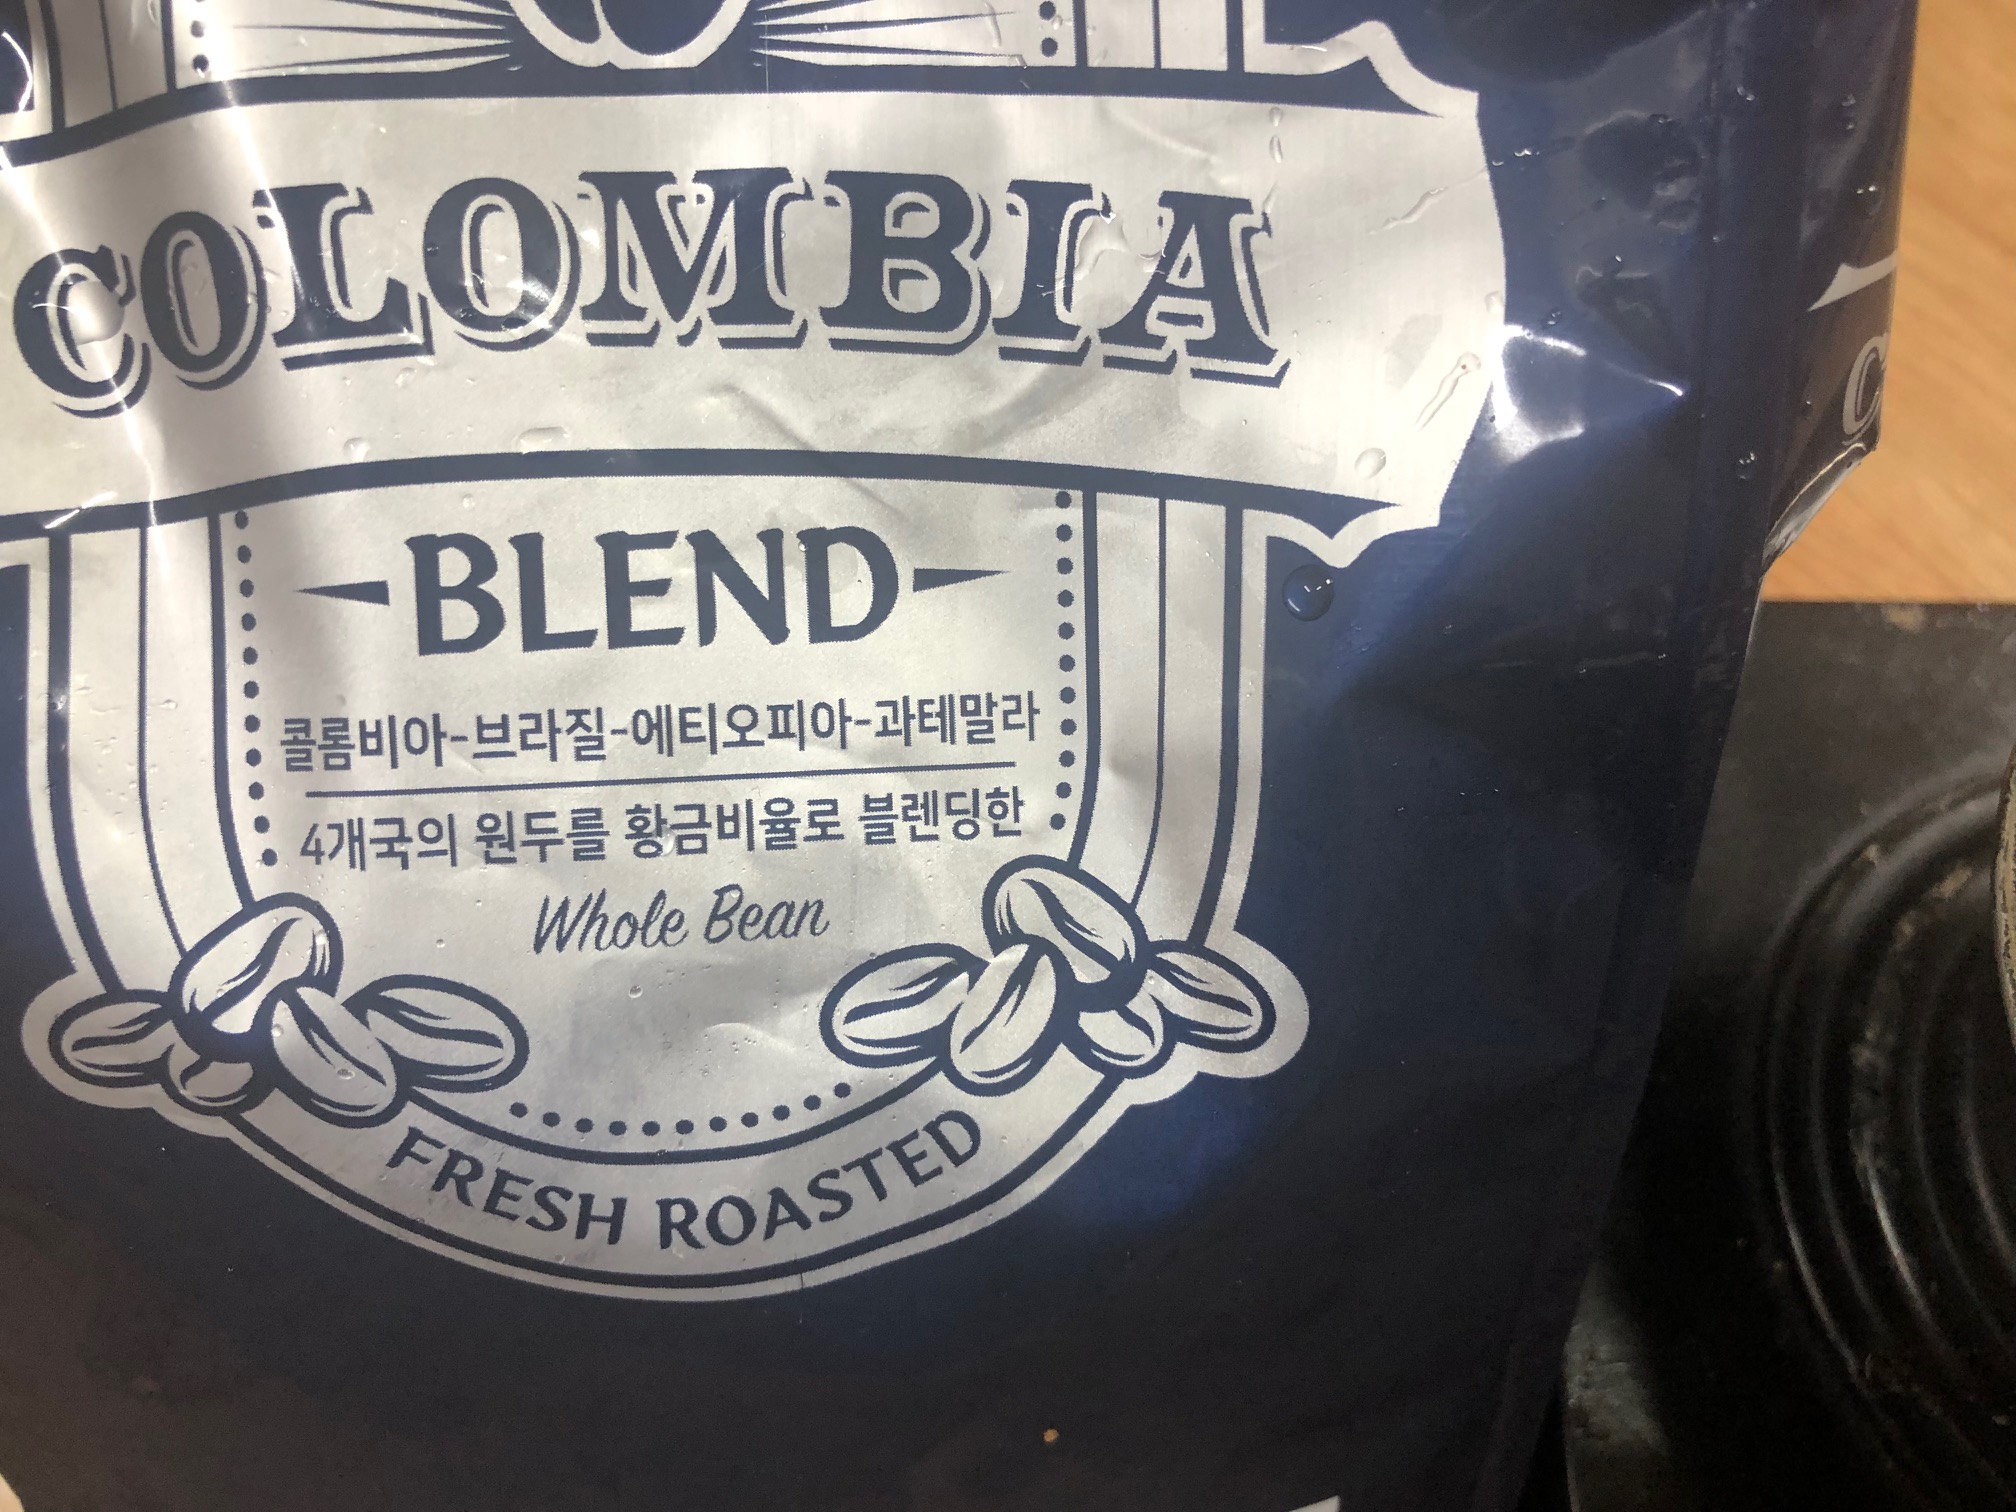 COLOMBIA
BLEND
콜롬비아-브라질-에티오피아-과테말라
4개국의 원두를 황금비율로 블렌딩한
Whole Bean
FRESH ROASTED